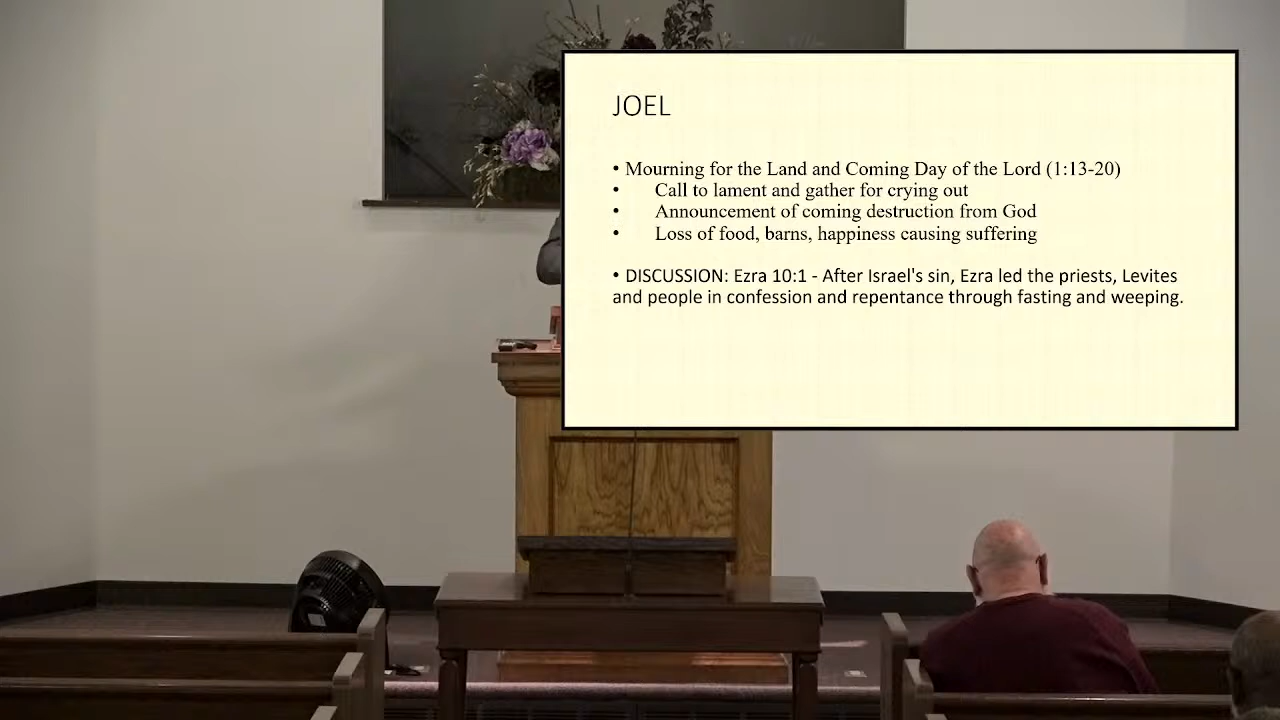 JOEL
• Mourning for the Land and Coming Day of the Lord (1:13-20)
• Call to lament and gather for crying out
• Announcement of coming destruction from God
• Loss of food, barns, happiness causing suffering
• DISCUSSION: Ezra 10:1 - After Israel's sin, Ezra led the priests, Levites
and people in confession and repentance through fasting and weeping.